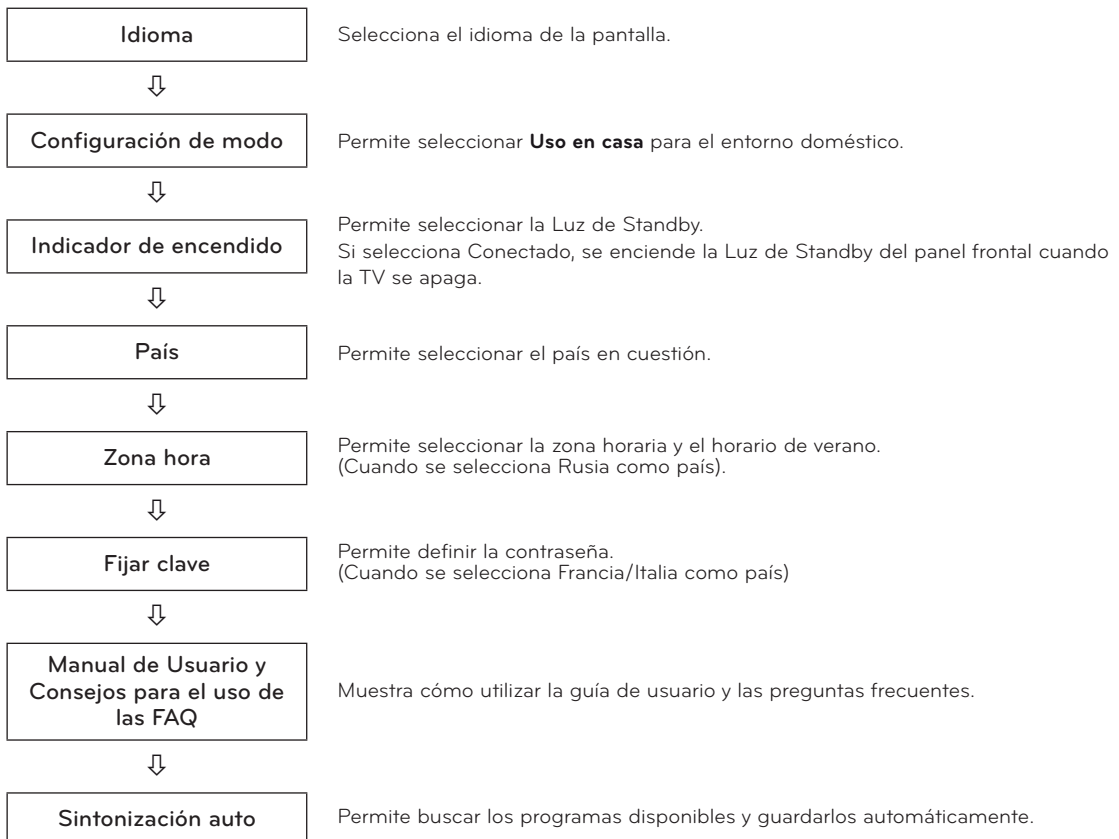 Idioma
Selecciona el idioma de la pantalla.
⇩
Configuración de modo
Permite seleccionar Uso en casa para el entorno doméstico.
⇩
Indicador de encendido
Permite seleccionar la Luz de Standby.
Si selecciona Conectado, se enciende la Luz de Standby del panel frontal cuando
la TV se apaga.
⇩
País
Permite seleccionar el país en cuestión.
⇩
Zona hora
Permite seleccionar la zona horaria y el horario de verano.
(Cuando se selecciona Rusia como país).
⇩
Fijar clave
Permite definir la contraseña.
(Cuando se selecciona Francia/Italia como país)
⇩
Manual de Usuario y
Consejos para el uso de
las FAQ
Muestra cómo utilizar la guía de usuario y las preguntas frecuentes.
⇩
Sintonización auto
Permite buscar los programas disponibles y guardarlos automáticamente.